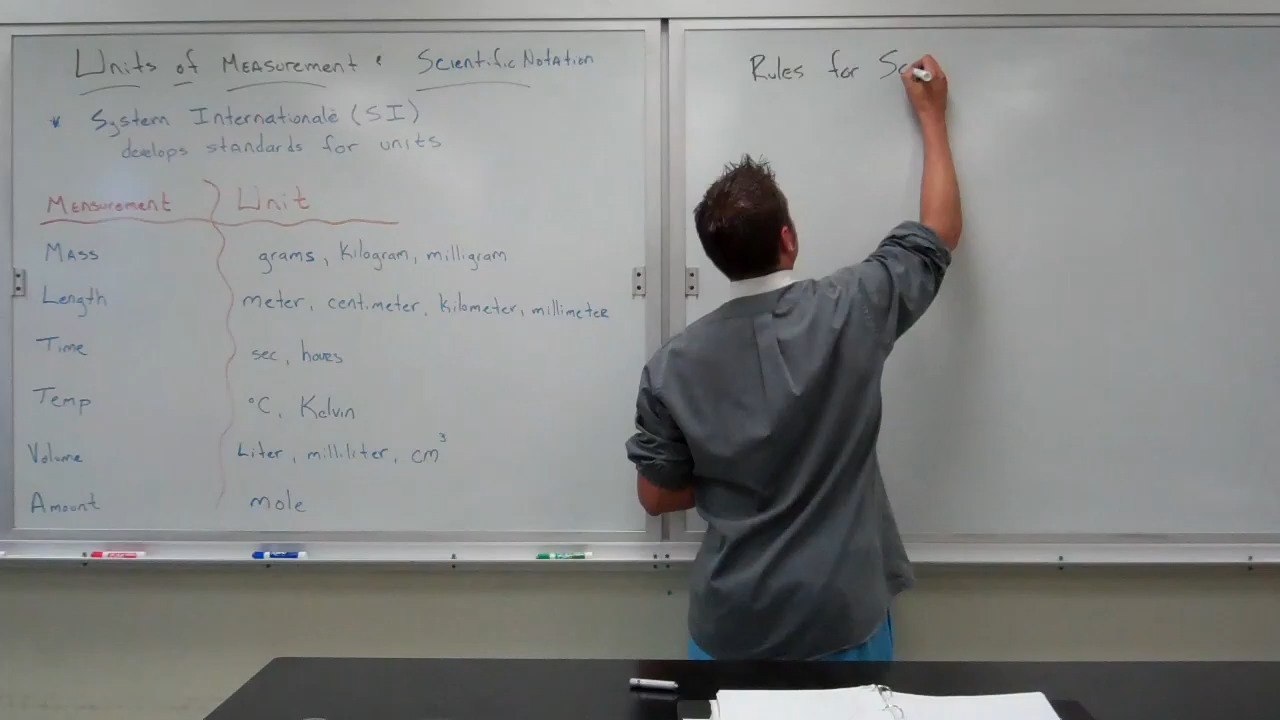 Units of Measurement & Scientific Notation
* System Internationalé (SI)
develops standards for units
Measurement Unit
Mass grams, Kilogram, milligram
Length meter, centimeter, Kilometer, millimeter
Time sec, hours
Temp °C, Kelvin
Volume Liter, milliliter, cm³
Amount mole
Rules for Sc